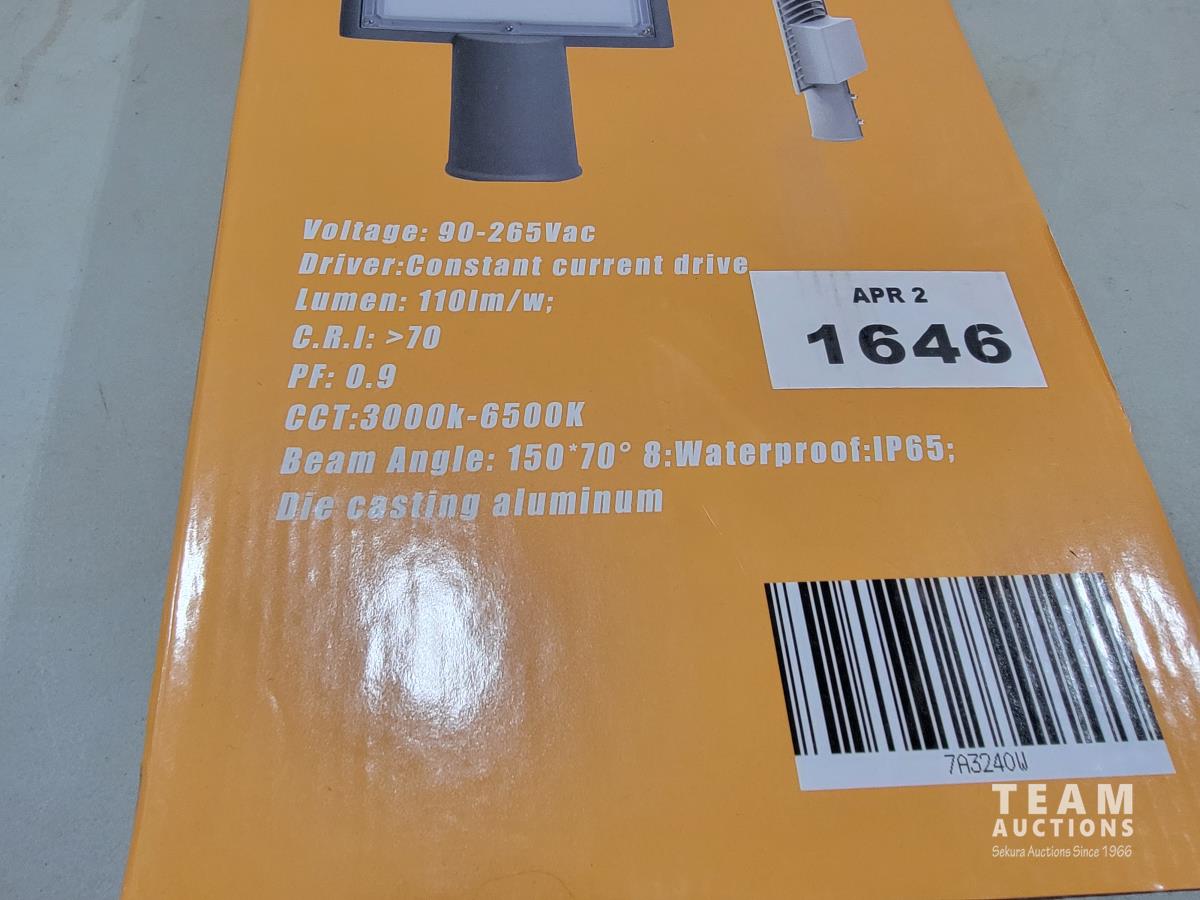 Voltage: 90-265Vac
Driver:Constant current drive
Lumen: 110lm/w;
C.R.I: >70
PF: 0.9
CCT:3000k-6500K
Beam Angle: 150*70° 8:Waterproof:IP65;
Die casting aluminum
APR 2
1646
7A3240W
TEAM
AUCTIONS
Sekura Auctions Since 1966